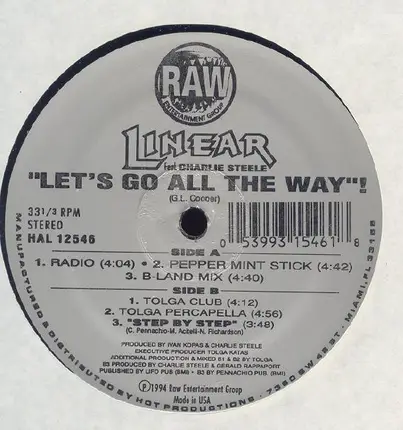 RAW
ENTERTAINMENT GROUP
LINEAR
feat. CHARLIE STEELE
"LET'S GO ALL THE WAY"!
(G.L. Cooper)
33 1/3 RPM
STEREO
HAL 12546
0 53993 15461 8
SIDE A
1. RADIO (4:04) • 2. PEPPER MINT STICK (4:42)
3. B-LAND MIX (4:40)
SIDE B
1. TOLGA CLUB (4:12)
2. TOLGA PERCAPELLA (4:56)
3. "STEP BY STEP" (3:48)
(C. Pennachio-M. Acteili-N. Richardson)
PRODUCED BY IVAN KOPAS & CHARLIE STEELE
EXECUTIVE PRODUCER TOLGA KATAS
ADDITIONAL PRODUCTION & MIXED B1 & B2 BY TOLGA
B3 PRODUCED BY CHARLIE STEELE & GERALD RAPPAPORT
PUBLISHED BY UFO PUB (BMI) • B3 BY PENNACHIO PUB (BMI)
℗ 1994 Raw Entertainment Group
Made in USA
MANUFACTURED & DISTRIBUTED BY HOT PRODUCTIONS • MIAMI, FL 33166